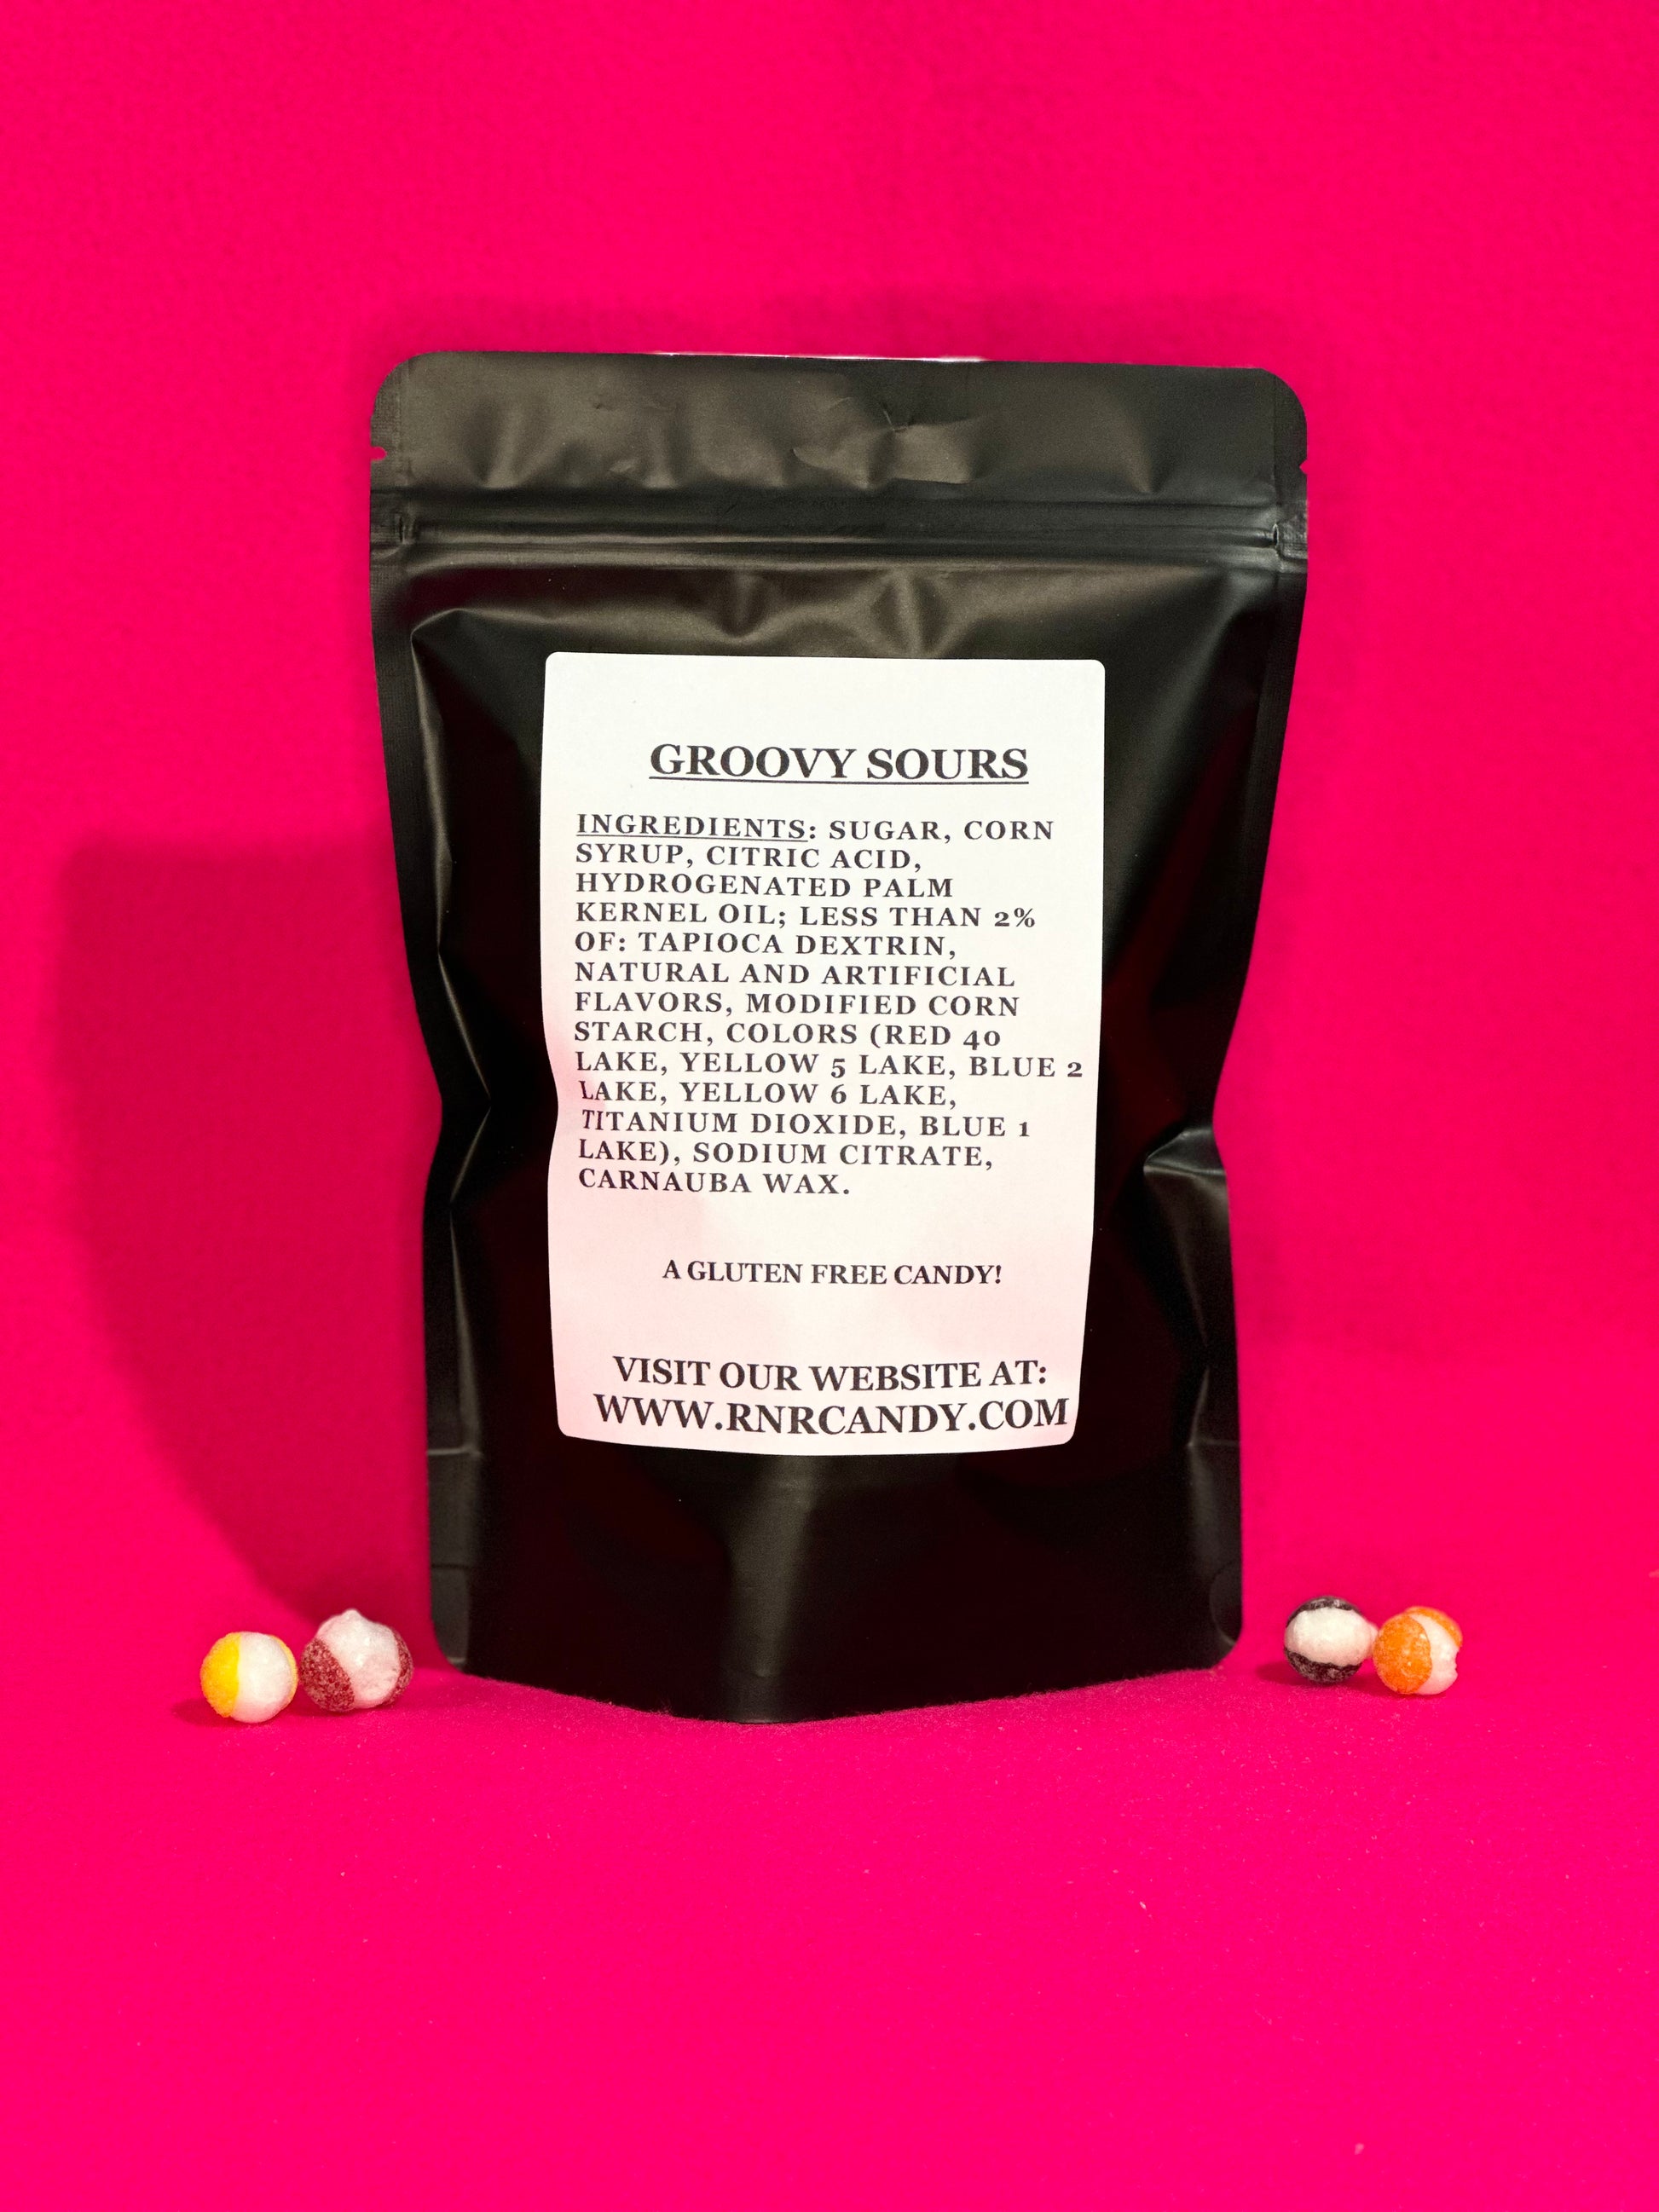 GROOVY SOURS
INGREDIENTS: SUGAR, CORN
SYRUP, CITRIC ACID,
HYDROGENATED PALM
KERNEL OIL; LESS THAN 2%
OF: TAPIOCA DEXTRIN,
NATURAL AND ARTIFICIAL
FLAVORS, MODIFIED CORN
STARCH, COLORS (RED 40
LAKE, YELLOW 5 LAKE, BLUE 2
LAKE, YELLOW 6 LAKE,
TITANIUM DIOXIDE, BLUE 1
LAKE), SODIUM CITRATE,
CARNAUBA WAX.
A GLUTEN FREE CANDY!
VISIT OUR WEBSITE AT:
WWW.RNRCANDY.COM